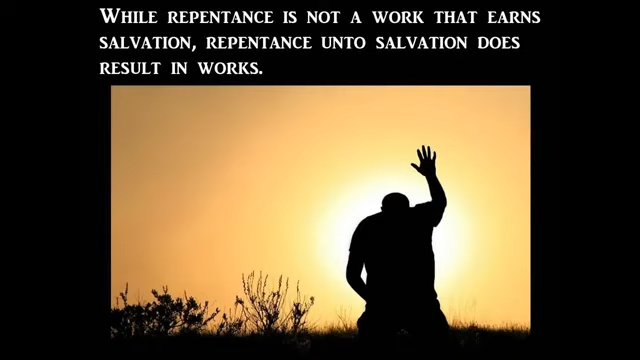 While repentance is not a work that earns
salvation, repentance unto salvation does
result in works.